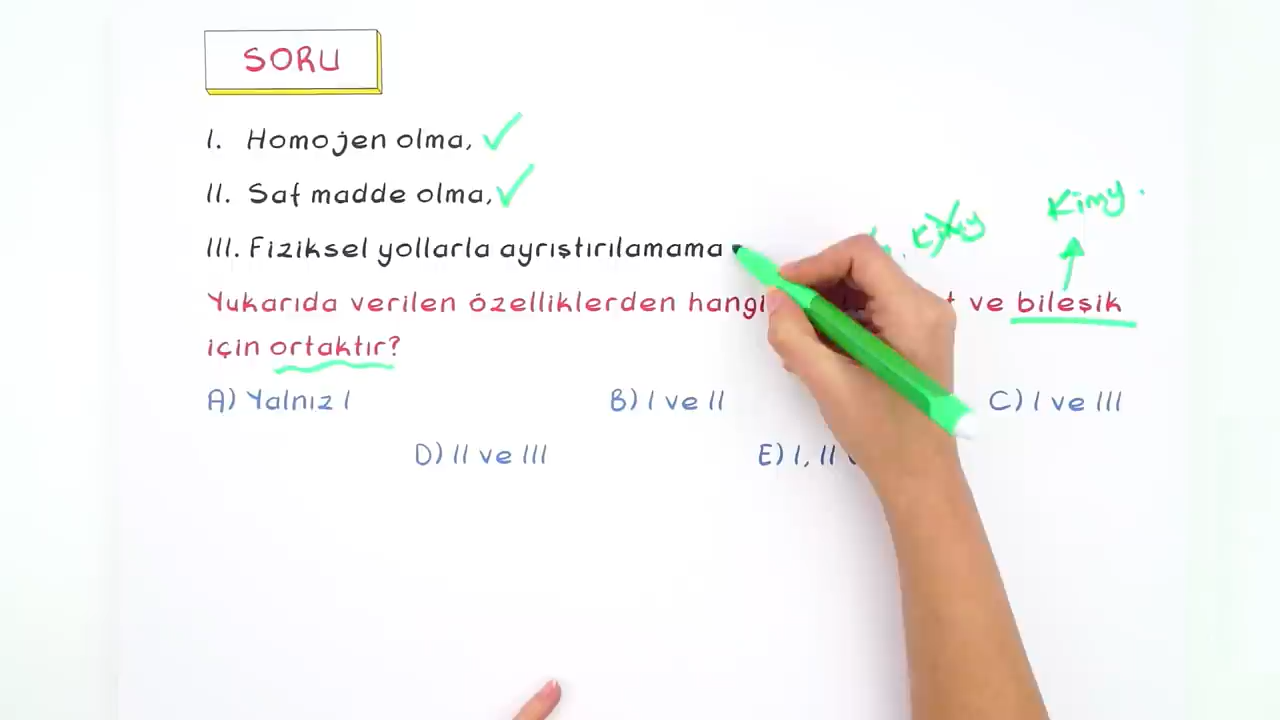 SORU
I. Homojen olma,
II. Saf madde olma,
Kimy.
III. Fiziksel yollarla ayrıştırılamama
Yukarıda verilen özelliklerden ve bileşik
için ortaktır?
A) Yalnız I B) I ve II C) I ve III
D) II ve III E) I, II